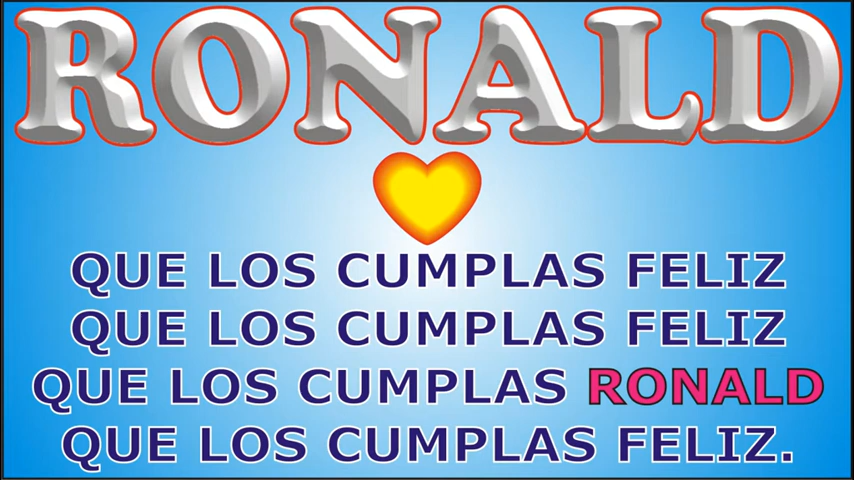 RONALD
QUE LOS CUMPLAS FELIZ
QUE LOS CUMPLAS FELIZ
QUE LOS CUMPLAS RONALD
QUE LOS CUMPLAS FELIZ.